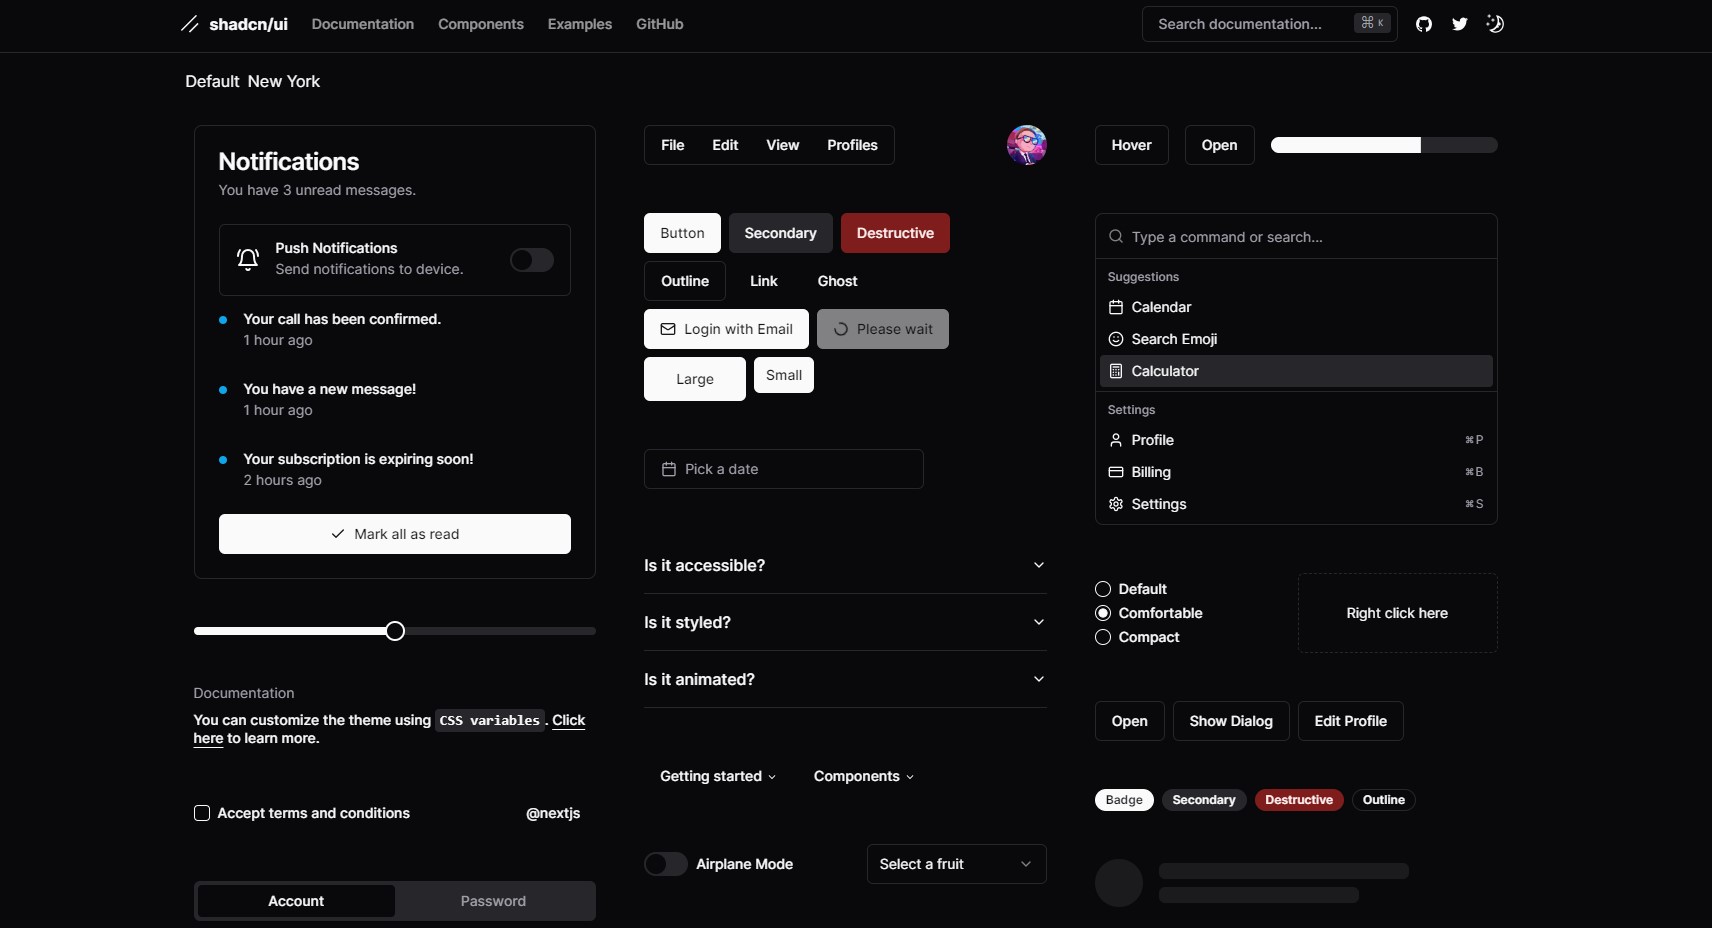 shadcn/ui Documentation Components Examples GitHub Search documentation... ⌘ K
Default New York
Notifications
You have 3 unread messages.
Push Notifications
Send notifications to device.
Your call has been confirmed.
1 hour ago
You have a new message!
1 hour ago
Your subscription is expiring soon!
2 hours ago
Mark all as read
Documentation
You can customize the theme using CSS variables. Click
here to learn more.
Accept terms and conditions @nextjs
Account Password
File Edit View Profiles
Button Secondary Destructive
Outline Link Ghost
Login with Email Please wait
Large Small
Pick a date
Is it accessible?
Is it styled?
Is it animated?
Getting started Components
Airplane Mode Select a fruit
Hover Open
Type a command or search...
Suggestions
Calendar
Search Emoji
Calculator
Settings
Profile ⌘P
Billing ⌘B
Settings ⌘S
Default
Comfortable
Compact
Right click here
Open Show Dialog Edit Profile
Badge Secondary Destructive Outline